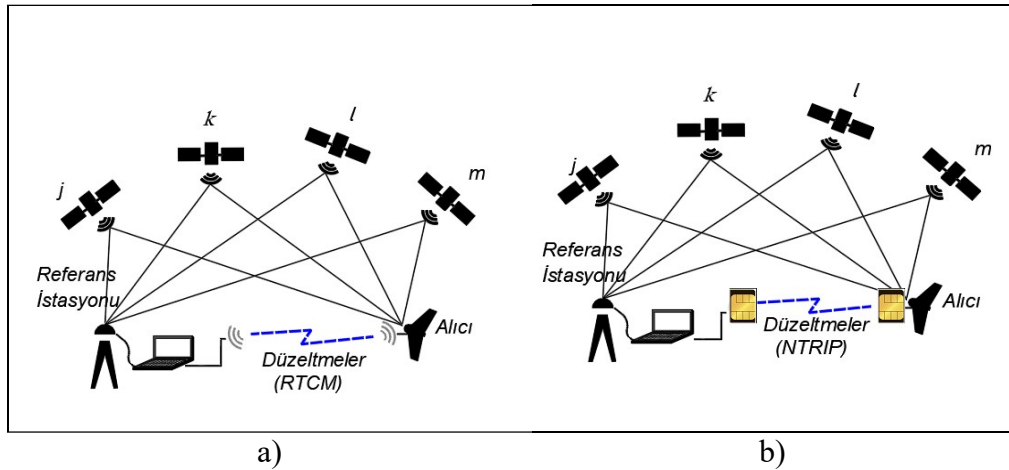 k
l
j
m
Referans
İstasyonu
Alıcı
Düzeltmeler
(RTCM)
a)
k
l
j
m
Referans
İstasyonu
Alıcı
Düzeltmeler
(NTRIP)
b)